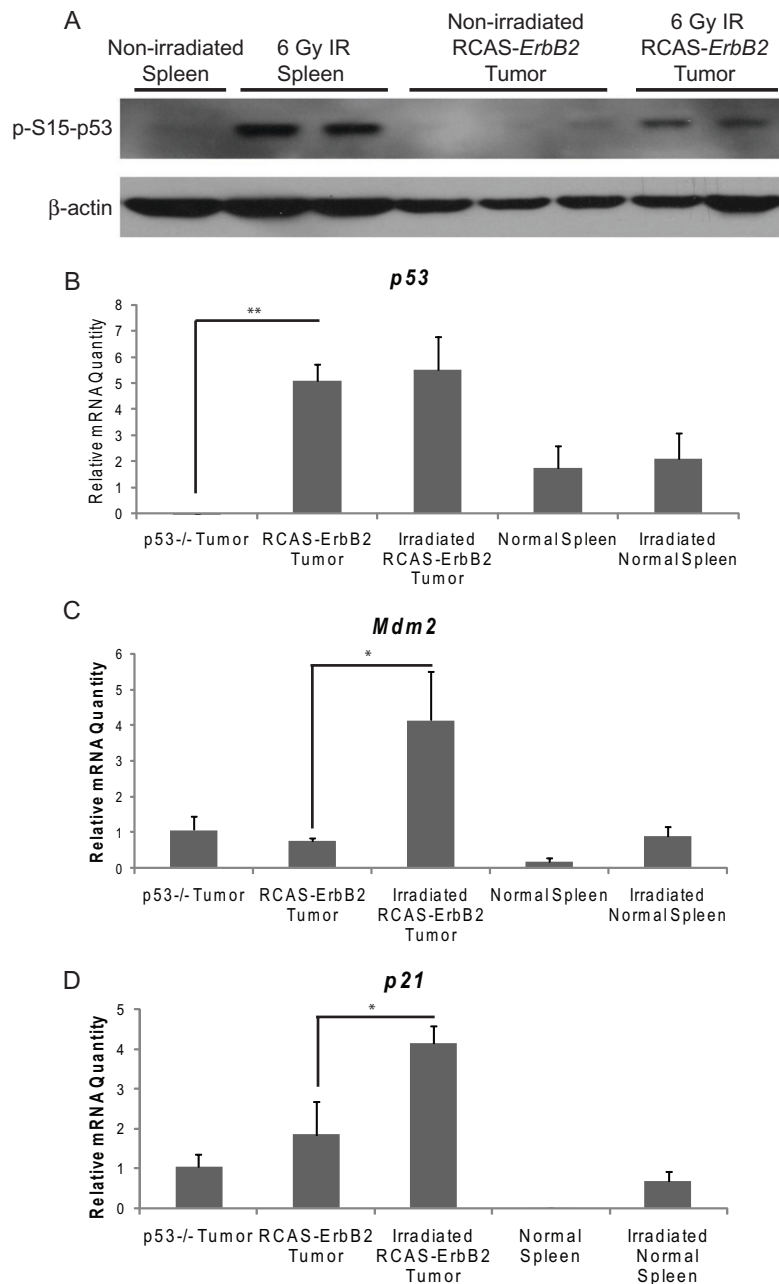 A
Non-irradiated
Spleen
6 Gy IR
Spleen
Non-irradiated
RCAS-ErbB2
Tumor
6 Gy IR
RCAS-ErbB2
Tumor
p-S15-p53
β-actin
B
p53
Relative mRNA Quantity
8
7
6
5
4
3
2
1
0
**
p53-/- Tumor
RCAS-ErbB2
Tumor
Irradiated
RCAS-ErbB2
Tumor
Normal Spleen
Irradiated
Normal Spleen
C
Mdm2
Relative mRNA Quantity
6
5
4
3
2
1
0
*
p53-/- Tumor
RCAS-ErbB2
Tumor
Irradiated
RCAS-ErbB2
Tumor
Normal Spleen
Irradiated
Normal Spleen
D
p21
Relative mRNA Quantity
5
4
3
2
1
0
*
p53-/- Tumor
RCAS-ErbB2
Tumor
Irradiated
RCAS-ErbB2
Tumor
Normal
Spleen
Irradiated
Normal
Spleen